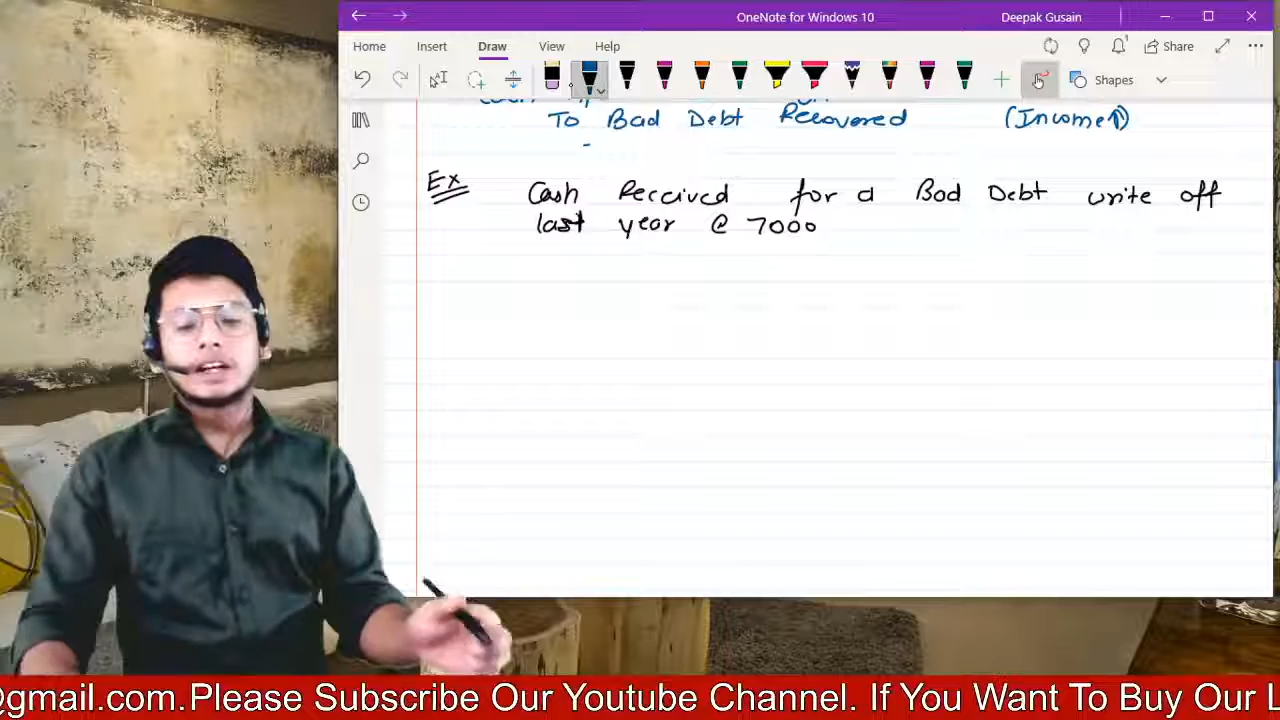 OneNote for Windows 10
Deepak Gusain
Home Insert Draw View Help
Share
Shapes
To Bad Debt Recovered (Income↑)
Ex Cash Received for a Bad Debt write off
last year @ 7000
@gmail.com.Please Subscribe Our Youtube Channel. If You Want To Buy Our L